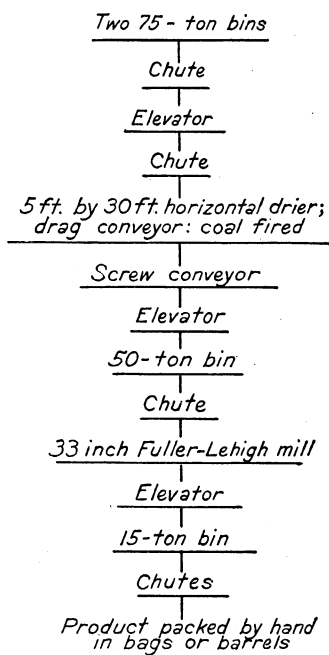 Two 75-ton bins
Chute
Elevator
Chute
5 ft. by 30 ft. horizontal drier;
drag conveyor: coal fired
Screw conveyor
Elevator
50-ton bin
Chute
33 inch Fuller-Lehigh mill
Elevator
15-ton bin
Chutes
Product packed by hand
in bags or barrels